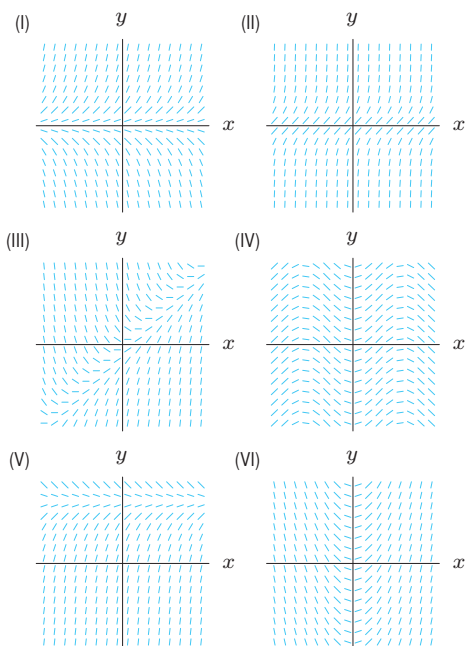 (I) y x
(II) y x
(III) y x
(IV) y x
(V) y x
(VI) y x